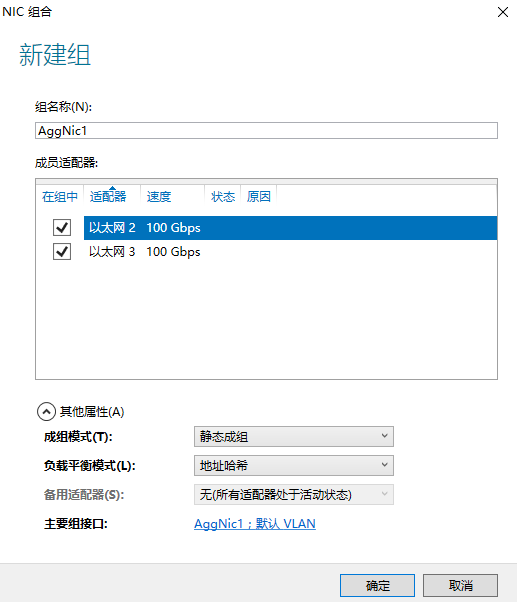 NIC 组合
新建组
组名称(N):
AggNic1
成员适配器:
在组中 适配器 速度 状态 原因
以太网 2 100 Gbps
以太网 3 100 Gbps
其他属性(A)
成组模式(T): 静态成组
负载平衡模式(L): 地址哈希
备用适配器(S): 无(所有适配器处于活动状态)
主要组接口: AggNic1；默认 VLAN
确定 取消